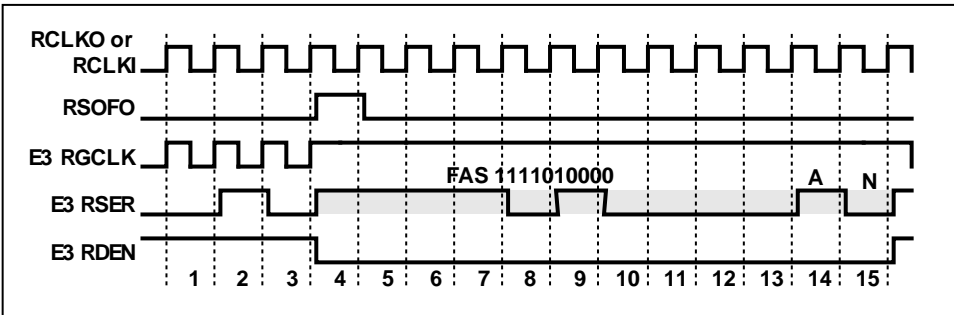 RCLKO or
RCLKI
RSOFO
E3 RGCLK
FAS 1111010000
A
N
E3 RSER
E3 RDEN
1 2 3 4 5 6 7 8 9 10 11 12 13 14 15